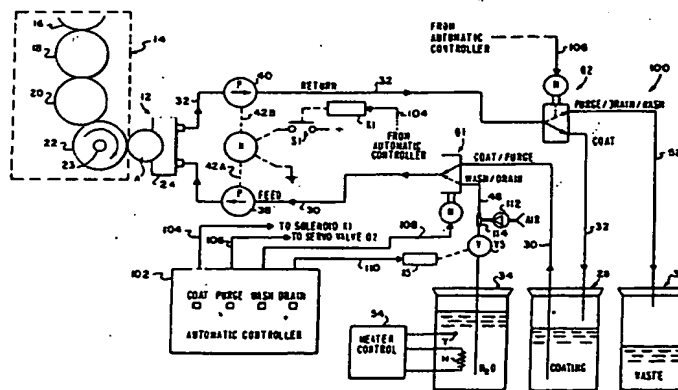 FROM
AUTOMATIC
CONTROLLER
106
M
G2
100
PURGE/DRAIN/WASH
COAT
16
14
18
20
22
23
12
24
32
P
40
RETURN
32
42B
S1
K1
104
FROM
AUTOMATIC
CONTROLLER
M
42A
P
38
FEED
30
G1
COAT/PURGE
WASH/DRAIN
48
112
AIR
114
M
108
V
V3
104
TO SOLENOID K1
106
TO SERVO VALVE G2
110
102
COAT PURGE WASH DRAIN
AUTOMATIC CONTROLLER
54
HEATER
CONTROL
T
H
34
H2O
30
32
28
COATING
WASTE